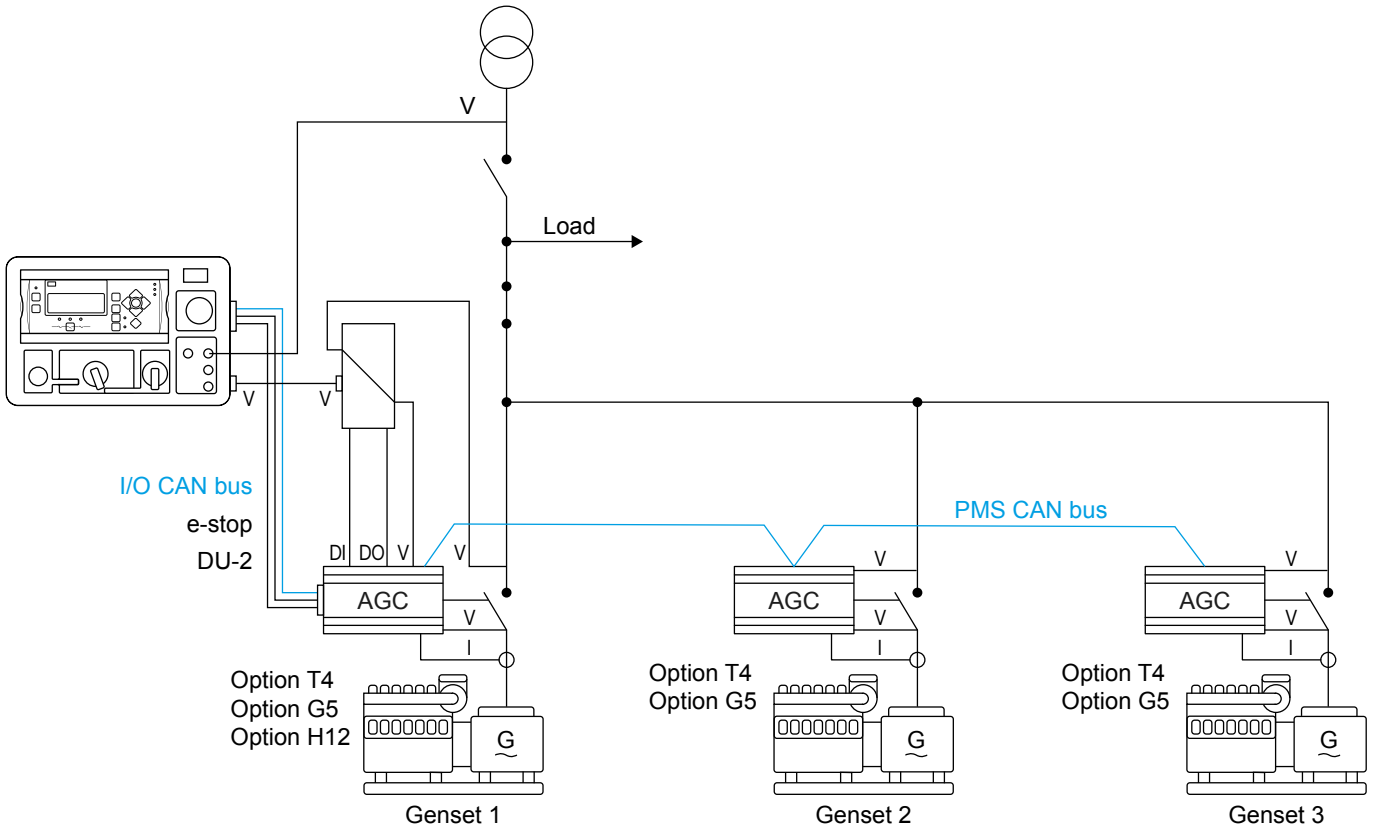 V
Load
V
V
I/O CAN bus
e-stop
DU-2
PMS CAN bus
DI
DO
V
V
AGC
V
I
V
AGC
V
I
V
AGC
V
I
Option T4
Option G5
Option H12
Option T4
Option G5
Option T4
Option G5
G
G
G
Genset 1
Genset 2
Genset 3